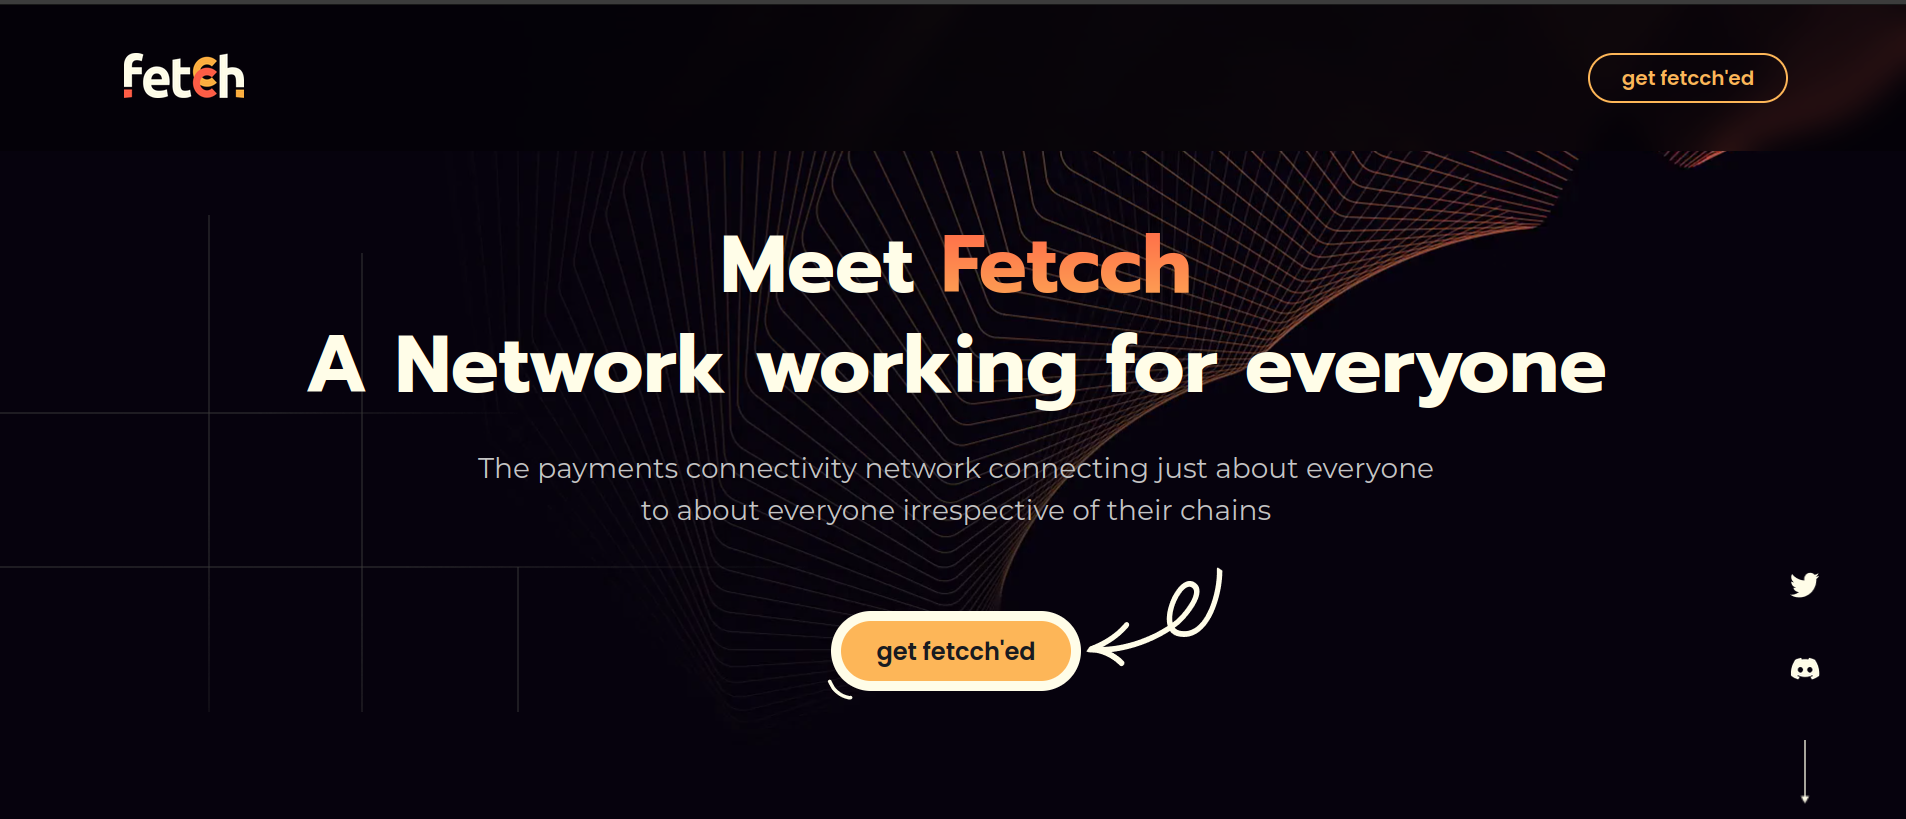 fetcch
get fetcch'ed
Meet Fetcch
A Network working for everyone
The payments connectivity network connecting just about everyone
to about everyone irrespective of their chains
get fetcch'ed